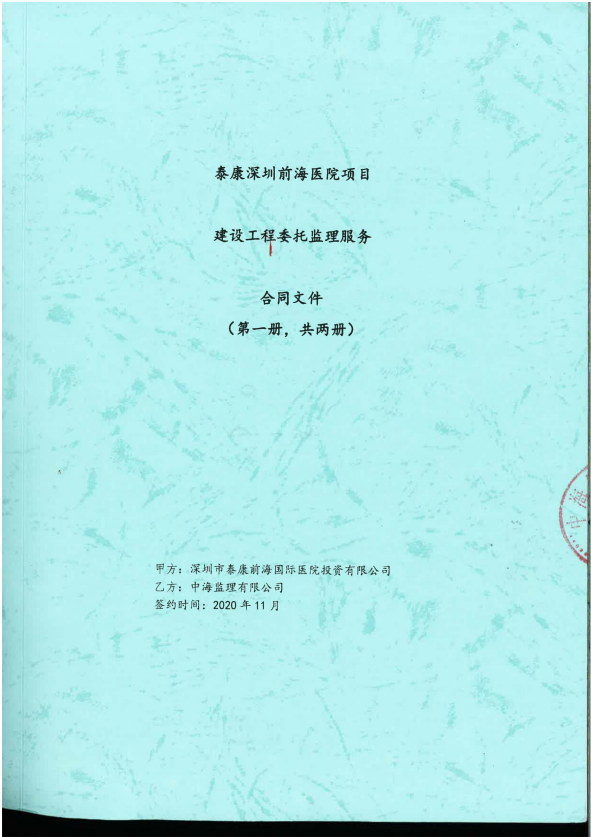 泰康深圳前海医院项目
建设工程委托监理服务
合同文件
（第一册，共两册）
甲方：深圳市泰康前海国际医院投资有限公司
乙方：中海监理有限公司
签约时间：2020 年 11 月
中海